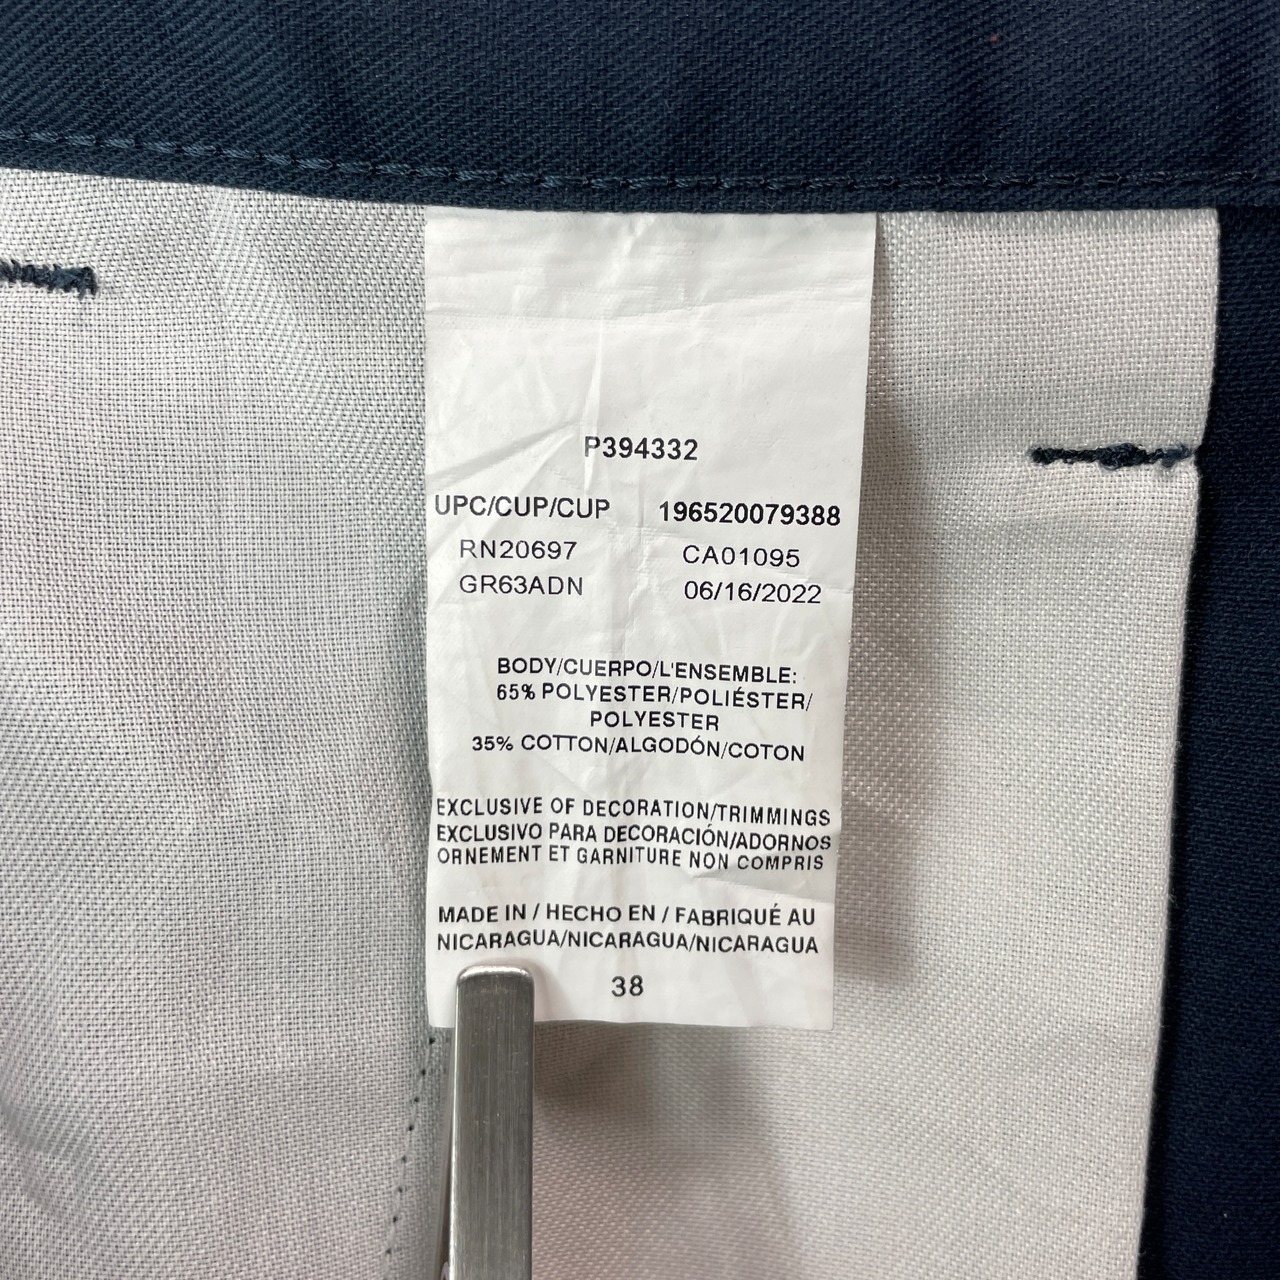 P394332
UPC/CUP/CUP 196520079388
RN20697 CA01095
GR63ADN 06/16/2022
BODY/CUERPO/L'ENSEMBLE:
65% POLYESTER/POLIÉSTER/
POLYESTER
35% COTTON/ALGODÓN/COTON
EXCLUSIVE OF DECORATION/TRIMMINGS
EXCLUSIVO PARA DECORACIÓN/ADORNOS
ORNEMENT ET GARNITURE NON COMPRIS
MADE IN / HECHO EN / FABRIQUÉ AU
NICARAGUA/NICARAGUA/NICARAGUA
38